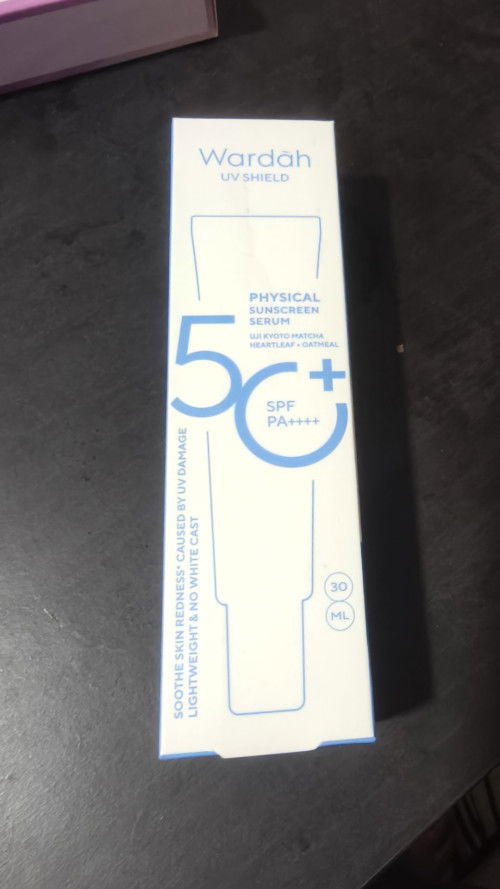 Wardāh
UV SHIELD
PHYSICAL
SUNSCREEN
SERUM
UJI KYOTO MATCHA
HEARTLEAF • OATMEAL
50+
SPF
PA++++
SOOTHE SKIN REDNESS* CAUSED BY UV DAMAGE
LIGHTWEIGHT & NO WHITE CAST
30
ML